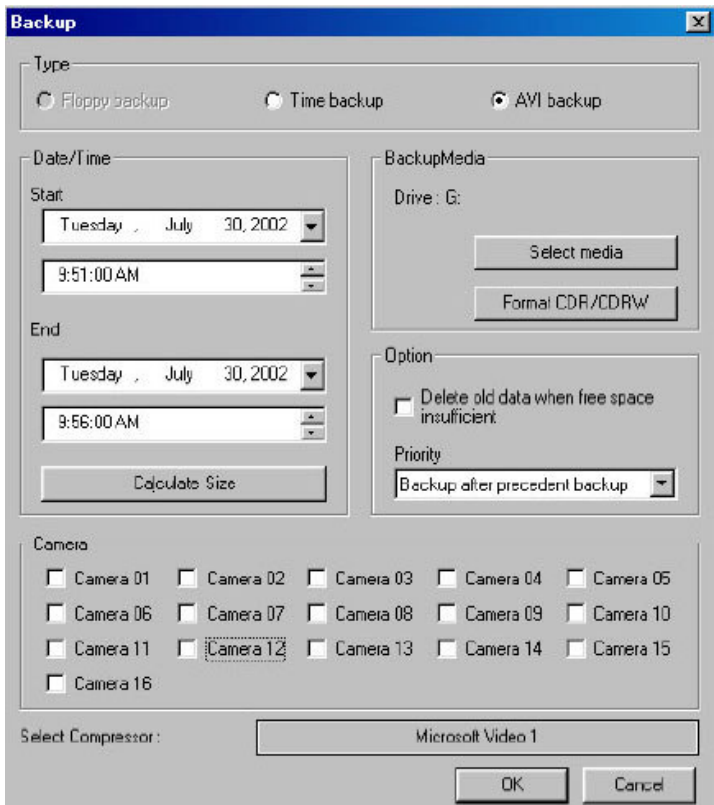 Backup
Type
Floppy backup
Time backup
AVI backup
Date/Time
Start
Tuesday , July 30, 2002
9:51:00 AM
End
Tuesday , July 30, 2002
9:56:00 AM
Calculate Size
BackupMedia
Drive : G:
Select media
Format CDR/CDRW
Option
Delete old data when free space
insufficient
Priority
Backup after precedent backup
Camera
Camera 01 Camera 02 Camera 03 Camera 04 Camera 05
Camera 06 Camera 07 Camera 08 Camera 09 Camera 10
Camera 11 Camera 12 Camera 13 Camera 14 Camera 15
Camera 16
Select Compressor :
Microsoft Video 1
OK
Cancel